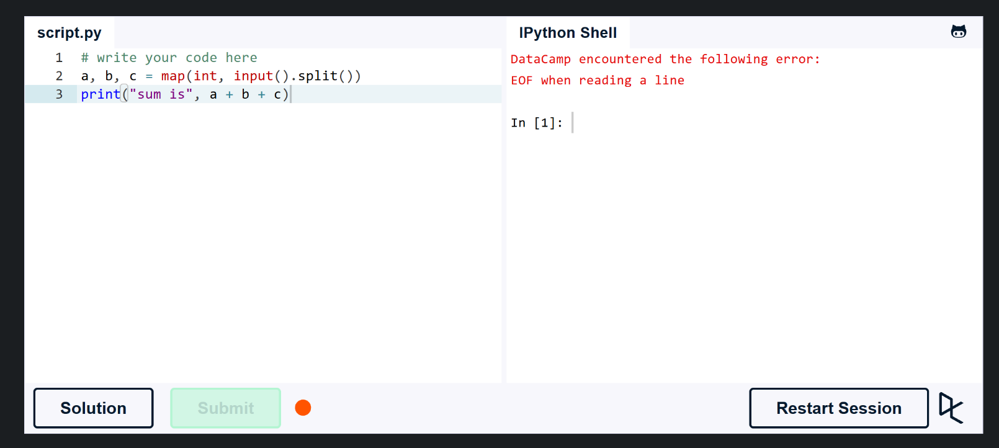 script.py
1 # write your code here
2 a, b, c = map(int, input().split())
3 print("sum is", a + b + c)
IPython Shell
DataCamp encountered the following error:
EOF when reading a line
In [1]:
Solution
Submit
Restart Session